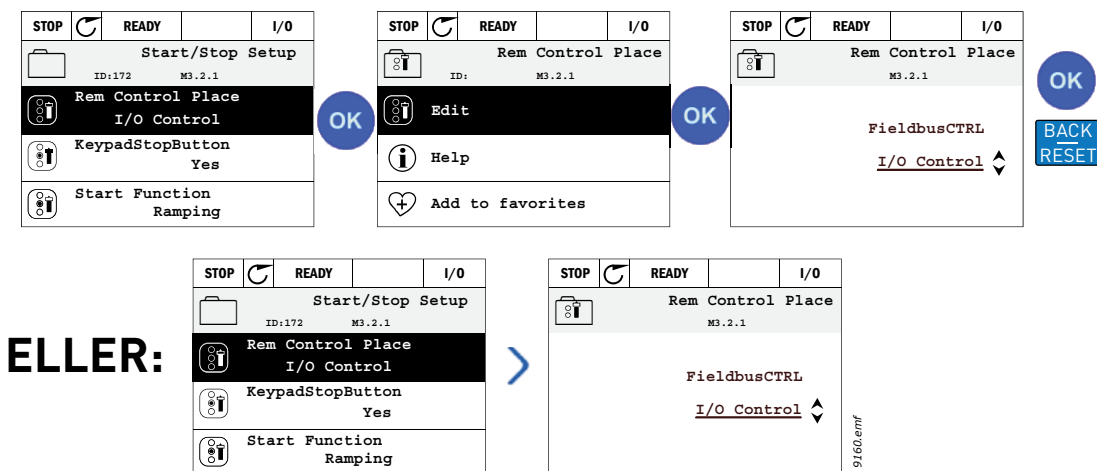 STOP READY I/O
Start/Stop Setup
ID:172 M3.2.1
Rem Control Place
I/O Control
KeypadStopButton
Yes
Start Function
Ramping
OK
STOP READY I/O
Rem Control Place
ID: M3.2.1
Edit
Help
Add to favorites
OK
STOP READY I/O
Rem Control Place
M3.2.1
FieldbusCTRL
I/O Control
OK
BACK
RESET
ELLER:
STOP READY I/O
Start/Stop Setup
ID:172 M3.2.1
Rem Control Place
I/O Control
KeypadStopButton
Yes
Start Function
Ramping
STOP READY I/O
Rem Control Place
M3.2.1
FieldbusCTRL
I/O Control
9160.emf